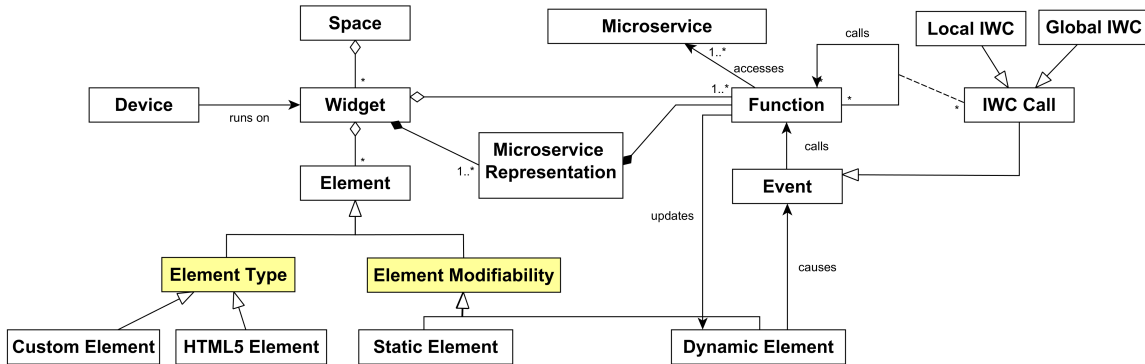 Space
Microservice
Local IWC
Global IWC
1..*
calls
accesses
*
*
Device
runs on
Widget
1..*
Function
*
*
IWC Call
calls
*
1..*
Microservice
Representation
Element
Event
updates
Element Type
Element Modifiability
causes
Custom Element
HTML5 Element
Static Element
Dynamic Element